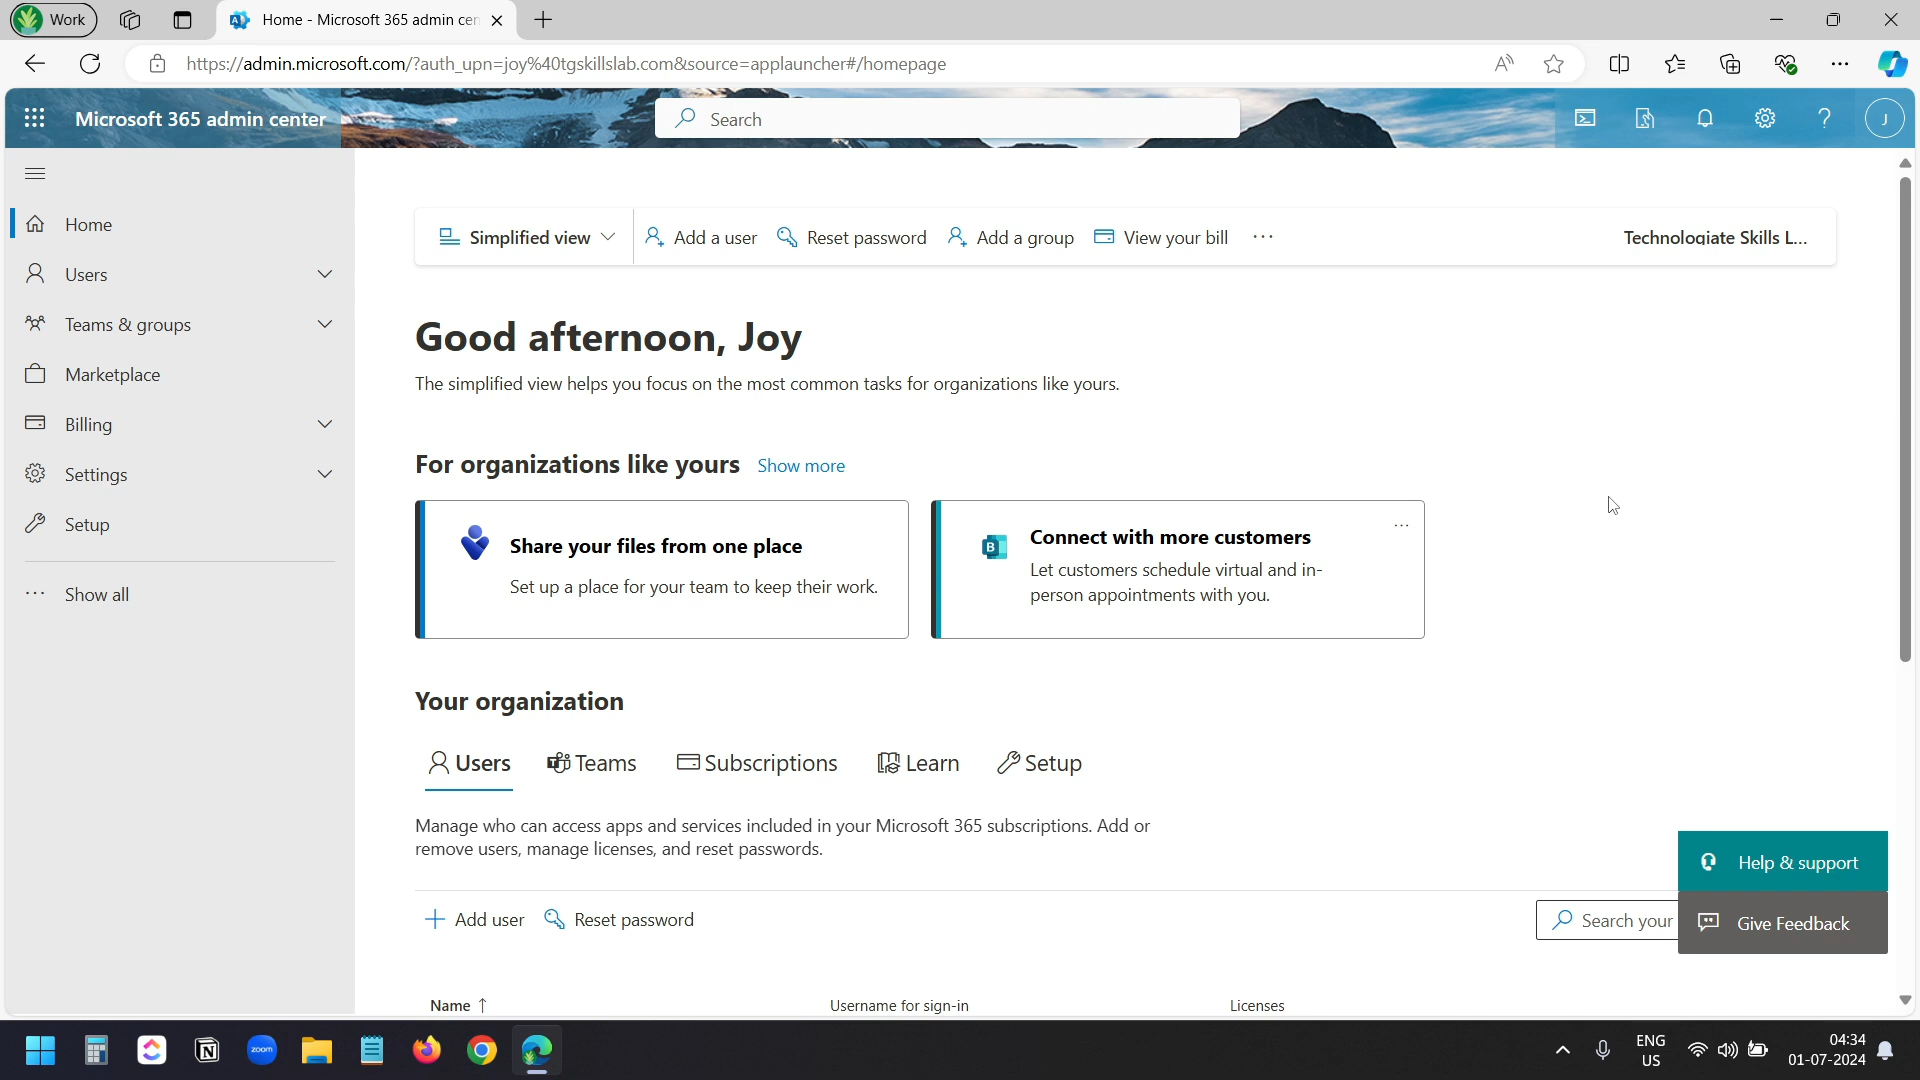 Work
Home - Microsoft 365 admin cen
https://admin.microsoft.com/?auth_upn=joy%40tgskillslab.com&source=applauncher#/homepage
Microsoft 365 admin center
Search
J
Home
Users
Teams & groups
Marketplace
Billing
Settings
Setup
Show all
Simplified view
Add a user
Reset password
Add a group
View your bill
Technologiate Skills L...
Good afternoon, Joy
The simplified view helps you focus on the most common tasks for organizations like yours.
For organizations like yours Show more
Share your files from one place
Set up a place for your team to keep their work.
Connect with more customers
Let customers schedule virtual and in-
person appointments with you.
Your organization
Users
Teams
Subscriptions
Learn
Setup
Manage who can access apps and services included in your Microsoft 365 subscriptions. Add or
remove users, manage licenses, and reset passwords.
Add user
Reset password
Search your
Help & support
Give Feedback
Name
Username for sign-in
Licenses
zoom
ENG
US
04:34
01-07-2024